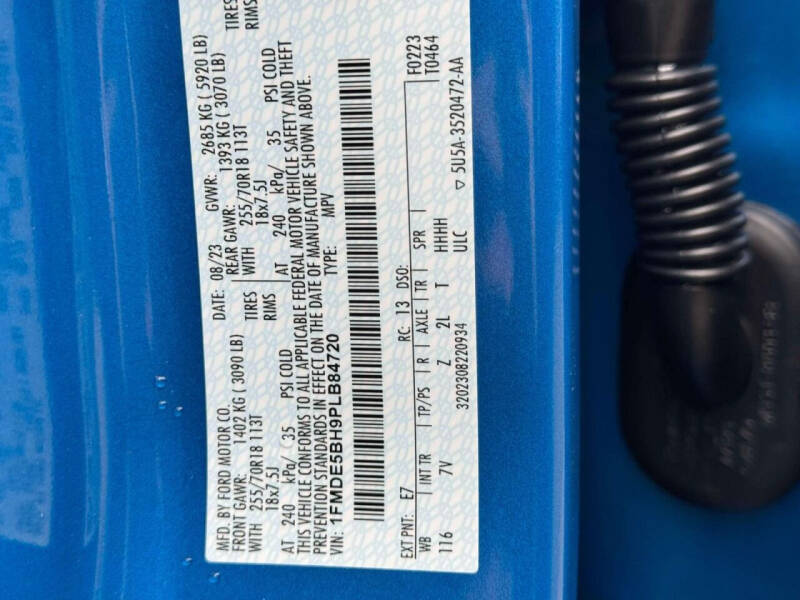 MFD. BY FORD MOTOR CO. DATE: 08/23 GVWR: 2685 KG ( 5920 LB)
FRONT GAWR: 1402 KG ( 3090 LB) REAR GAWR: 1393 KG ( 3070 LB)
WITH 255/70R18 113T TIRES WITH 255/70R18 113T TIRES
18x7.5J RIMS 18x7.5J RIMS
AT 240 kPa/ 35 PSI COLD AT 240 kPa/ 35 PSI COLD
THIS VEHICLE CONFORMS TO ALL APPLICABLE FEDERAL MOTOR VEHICLE SAFETY AND THEFT
PREVENTION STANDARDS IN EFFECT ON THE DATE OF MANUFACTURE SHOWN ABOVE.
VIN: 1FMDE5BH9PLB84720 TYPE: MPV
EXT PNT: E7 RC: 13 DSO: F0223
WB INT TR TP/PS R AXLE TR SPR T0464
116 7V Z 2L T HHHH
3202308220934 ULC ▽ 5U5A-3520472-AA